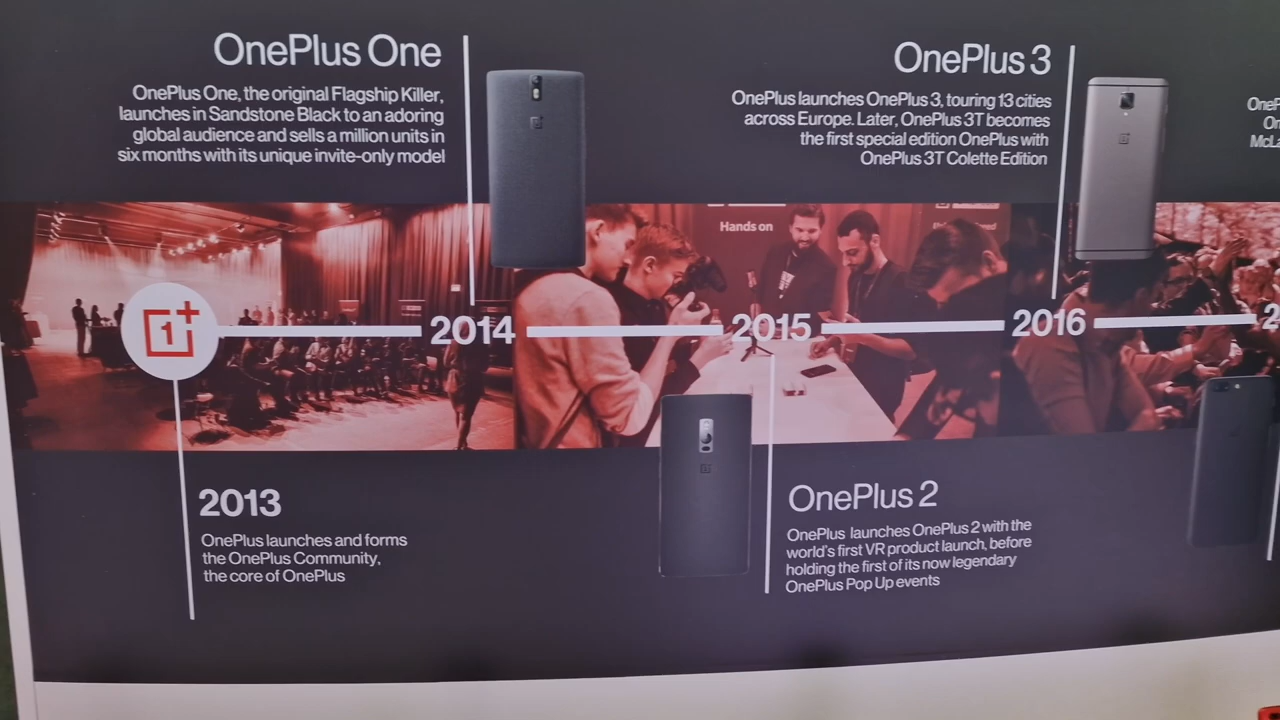 OnePlus One
OnePlus One, the original Flagship Killer,
launches in Sandstone Black to an adoring
global audience and sells a million units in
six months with its unique invite-only model
OnePlus 3
OnePlus launches OnePlus 3, touring 13 cities
across Europe. Later, OnePlus 3T becomes
the first special edition OnePlus with
OnePlus 3T Colette Edition
Hands on
1+
2014
2015
2016
2013
OnePlus launches and forms
the OnePlus Community,
the core of OnePlus
OnePlus 2
OnePlus launches OnePlus 2 with the
world's first VR product launch, before
holding the first of its now legendary
OnePlus Pop Up events